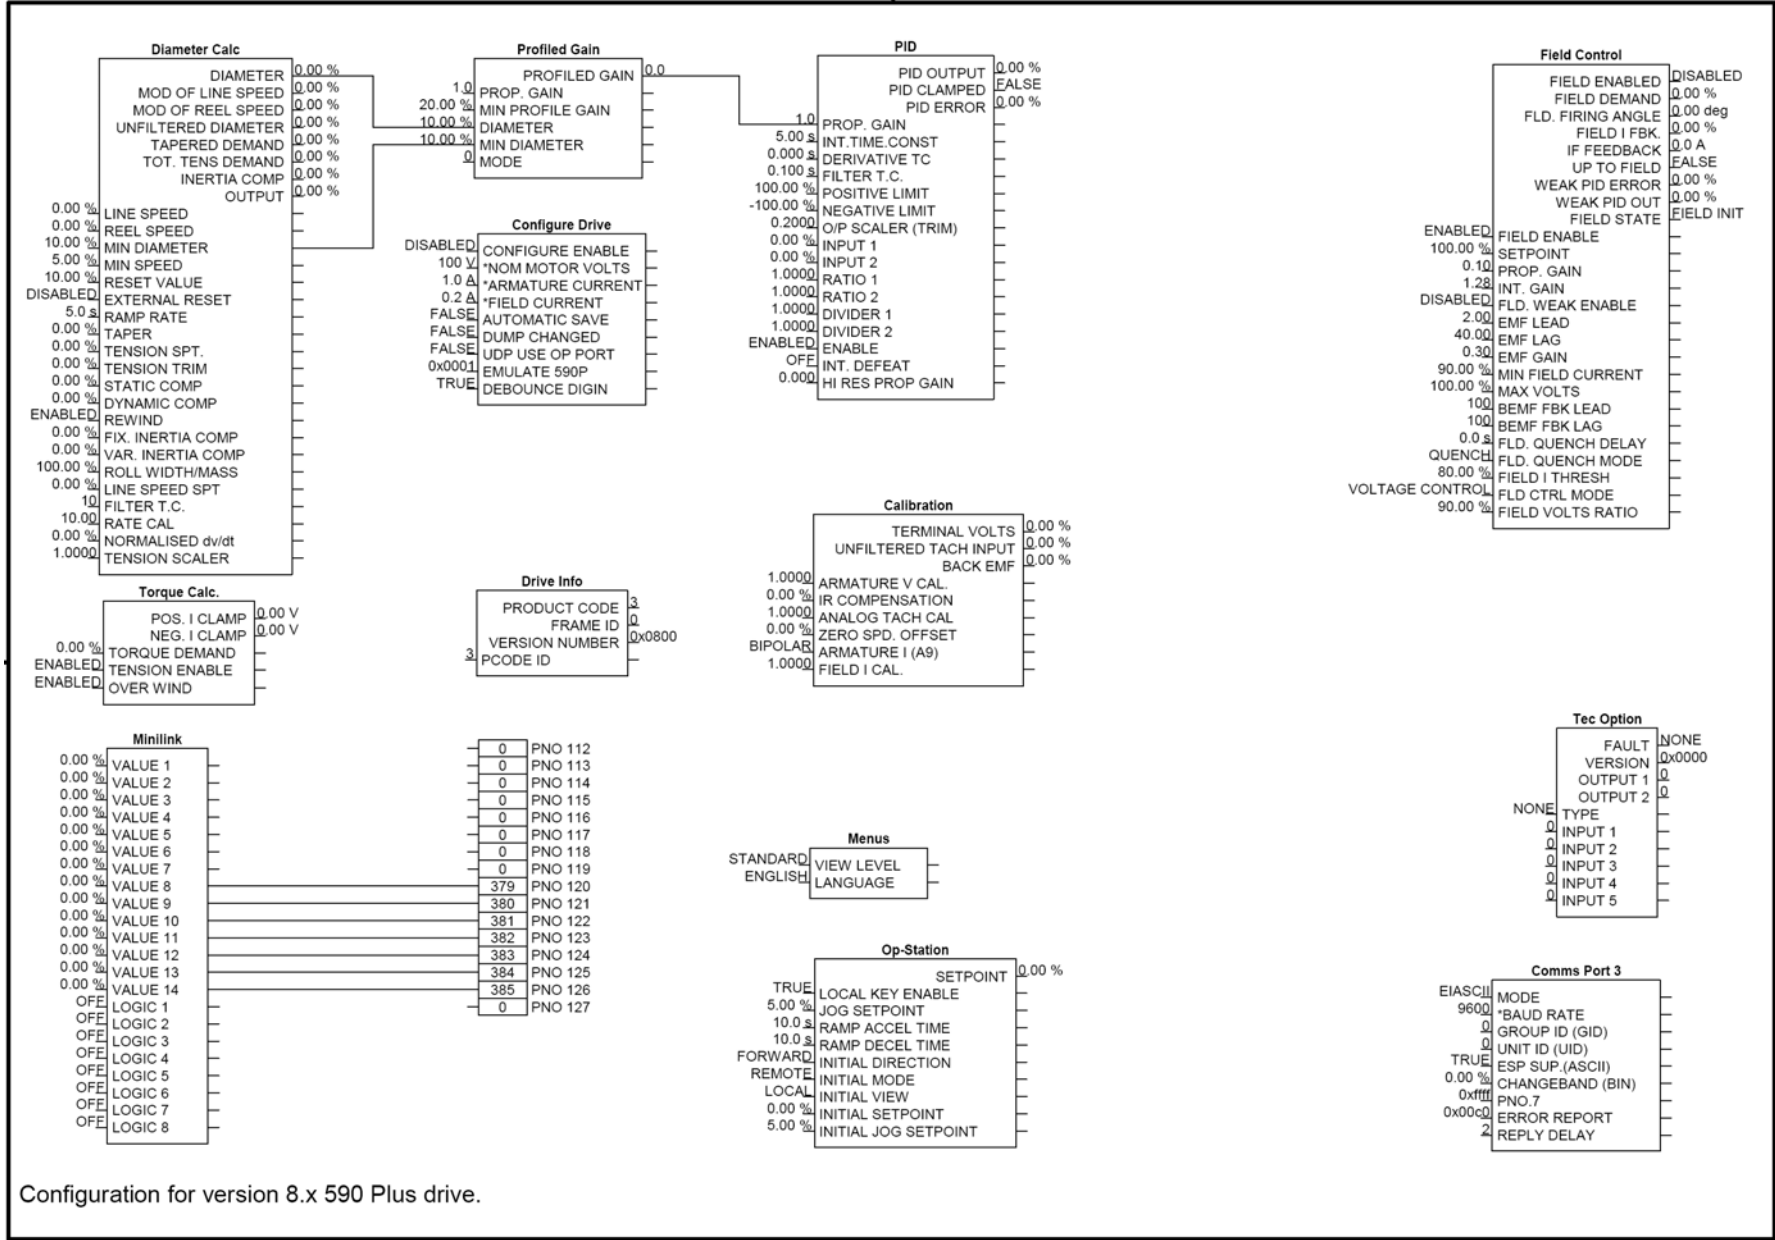 Diameter Calc
DIAMETER 0.00 %
MOD OF LINE SPEED 0.00 %
MOD OF REEL SPEED 0.00 %
UNFILTERED DIAMETER 0.00 %
TAPERED DEMAND 0.00 %
TOT. TENS DEMAND 0.00 %
INERTIA COMP 0.00 %
OUTPUT 0.00 %
0.00 % LINE SPEED
0.00 % REEL SPEED
10.00 % MIN DIAMETER
5.00 % MIN SPEED
10.00 % RESET VALUE
DISABLED EXTERNAL RESET
5.0 s RAMP RATE
0.00 % TAPER
0.00 % TENSION SPT.
0.00 % TENSION TRIM
0.00 % STATIC COMP
0.00 % DYNAMIC COMP
ENABLED REWIND
0.00 % FIX. INERTIA COMP
0.00 % VAR. INERTIA COMP
100.00 % ROLL WIDTH/MASS
0.00 % LINE SPEED SPT
10 FILTER T.C.
10.00 RATE CAL
0.00 % NORMALISED dv/dt
1.0000 TENSION SCALER
Profiled Gain
PROFILED GAIN 0.0
1.0 PROP. GAIN
20.00 % MIN PROFILE GAIN
10.00 % DIAMETER
10.00 % MIN DIAMETER
0 MODE
Configure Drive
DISABLED CONFIGURE ENABLE
100 V *NOM MOTOR VOLTS
1.0 A *ARMATURE CURRENT
0.2 A *FIELD CURRENT
FALSE AUTOMATIC SAVE
FALSE DUMP CHANGED
FALSE UDP USE OP PORT
0x0001 EMULATE 590P
TRUE DEBOUNCE DIGIN
PID
PID OUTPUT 0.00 %
PID CLAMPED FALSE
PID ERROR 0.00 %
1.0 PROP. GAIN
5.00 s INT.TIME.CONST
0.000 s DERIVATIVE TC
0.100 s FILTER T.C.
100.00 % POSITIVE LIMIT
-100.00 % NEGATIVE LIMIT
0.2000 O/P SCALER (TRIM)
0.00 % INPUT 1
0.00 % INPUT 2
1.0000 RATIO 1
1.0000 RATIO 2
1.0000 DIVIDER 1
1.0000 DIVIDER 2
ENABLED ENABLE
OFF INT. DEFEAT
0.000 HI RES PROP GAIN
Field Control
FIELD ENABLED DISABLED
FIELD DEMAND 0.00 %
FLD. FIRING ANGLE 0.00 deg
FIELD I FBK. 0.00 %
IF FEEDBACK 0.0 A
UP TO FIELD FALSE
WEAK PID ERROR 0.00 %
WEAK PID OUT 0.00 %
FIELD STATE FIELD INIT
ENABLED FIELD ENABLE
100.00 % SETPOINT
0.10 PROP. GAIN
1.28 INT. GAIN
DISABLED FLD. WEAK ENABLE
2.00 EMF LEAD
40.00 EMF LAG
0.30 EMF GAIN
90.00 % MIN FIELD CURRENT
100.00 % MAX VOLTS
100 BEMF FBK LEAD
100 BEMF FBK LAG
0.0 s FLD. QUENCH DELAY
QUENCH FLD. QUENCH MODE
80.00 % FIELD I THRESH
VOLTAGE CONTROL FLD CTRL MODE
90.00 % FIELD VOLTS RATIO
Calibration
TERMINAL VOLTS 0.00 %
UNFILTERED TACH INPUT 0.00 %
BACK EMF 0.00 %
1.0000 ARMATURE V CAL.
0.00 % IR COMPENSATION
1.0000 ANALOG TACH CAL
0.00 % ZERO SPD. OFFSET
BIPOLAR ARMATURE I (A9)
1.0000 FIELD I CAL.
Torque Calc.
POS. I CLAMP 0.00 V
NEG. I CLAMP 0.00 V
0.00 % TORQUE DEMAND
ENABLED TENSION ENABLE
ENABLED OVER WIND
Drive Info
PRODUCT CODE 3
FRAME ID 0
VERSION NUMBER 0x0800
3 PCODE ID
Minilink
0.00 % VALUE 1
0.00 % VALUE 2
0.00 % VALUE 3
0.00 % VALUE 4
0.00 % VALUE 5
0.00 % VALUE 6
0.00 % VALUE 7
0.00 % VALUE 8
0.00 % VALUE 9
0.00 % VALUE 10
0.00 % VALUE 11
0.00 % VALUE 12
0.00 % VALUE 13
0.00 % VALUE 14
OFF LOGIC 1
OFF LOGIC 2
OFF LOGIC 3
OFF LOGIC 4
OFF LOGIC 5
OFF LOGIC 6
OFF LOGIC 7
OFF LOGIC 8
0 PNO 112
0 PNO 113
0 PNO 114
0 PNO 115
0 PNO 116
0 PNO 117
0 PNO 118
0 PNO 119
379 PNO 120
380 PNO 121
381 PNO 122
382 PNO 123
383 PNO 124
384 PNO 125
385 PNO 126
0 PNO 127
Menus
STANDARD VIEW LEVEL
ENGLISH LANGUAGE
Op-Station
SETPOINT 0.00 %
TRUE LOCAL KEY ENABLE
5.00 % JOG SETPOINT
10.0 s RAMP ACCEL TIME
10.0 s RAMP DECEL TIME
FORWARD INITIAL DIRECTION
REMOTE INITIAL MODE
LOCAL INITIAL VIEW
0.00 % INITIAL SETPOINT
5.00 % INITIAL JOG SETPOINT
Tec Option
FAULT NONE
VERSION 0x0000
OUTPUT 1 0
OUTPUT 2 0
NONE TYPE
0 INPUT 1
0 INPUT 2
0 INPUT 3
0 INPUT 4
0 INPUT 5
Comms Port 3
EIASCII MODE
9600 *BAUD RATE
0 GROUP ID (GID)
0 UNIT ID (UID)
TRUE ESP SUP.(ASCII)
0.00 % CHANGEBAND (BIN)
0xffff PNO.7
0x00c0 ERROR REPORT
2 REPLY DELAY
Configuration for version 8.x 590 Plus drive.